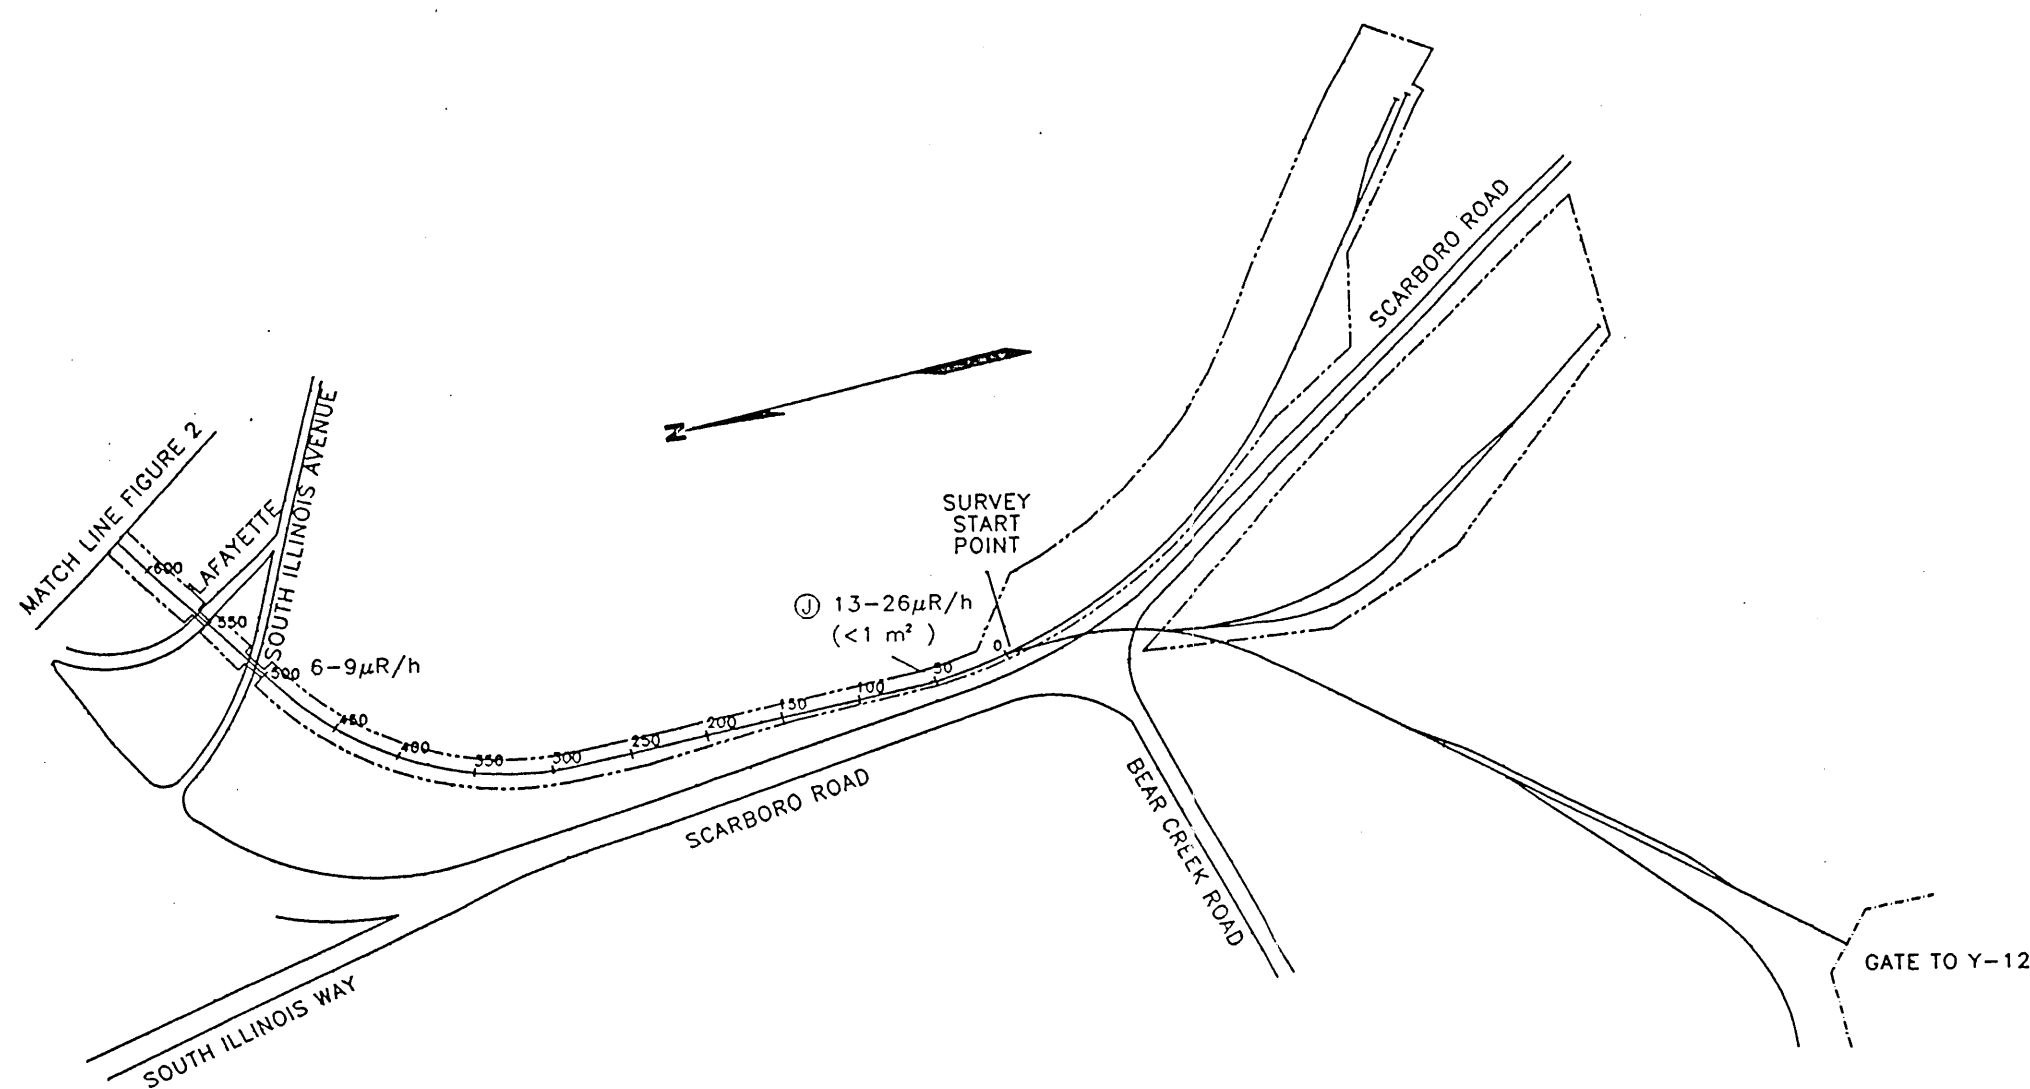 SCARBORO ROAD
N
SOUTH ILLINOIS AVENUE
MATCH LINE FIGURE 2
LAFAYETTE
SURVEY
START
POINT
600
550
500
6-9µR/h
450
400
350
300
250
200
150
100
50
0
Ⓙ 13-26µR/h
(<1 m²)
SCARBORO ROAD
BEAR CREEK ROAD
GATE TO Y-12
SOUTH ILLINOIS WAY